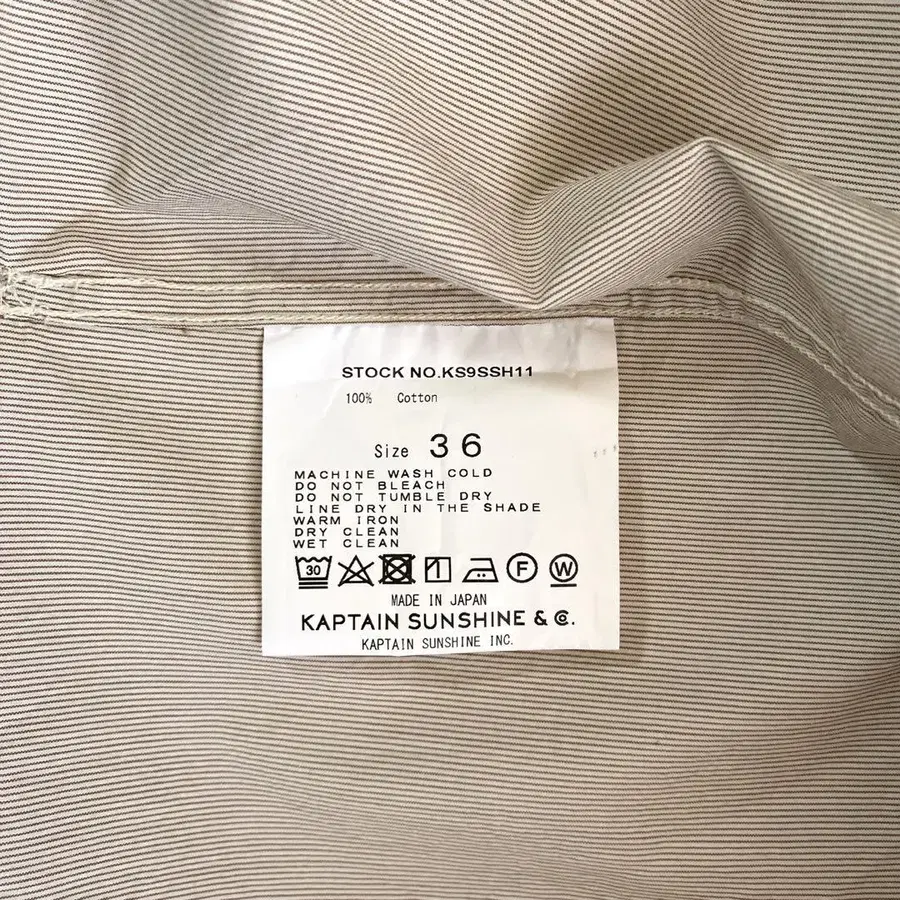 STOCK NO.KS9SSH11
100% Cotton
Size 36
MACHINE WASH COLD
DO NOT BLEACH
DO NOT TUMBLE DRY
LINE DRY IN THE SHADE
WARM IRON
DRY CLEAN
WET CLEAN
30 F W
MADE IN JAPAN
KAPTAIN SUNSHINE & Co.
KAPTAIN SUNSHINE INC.